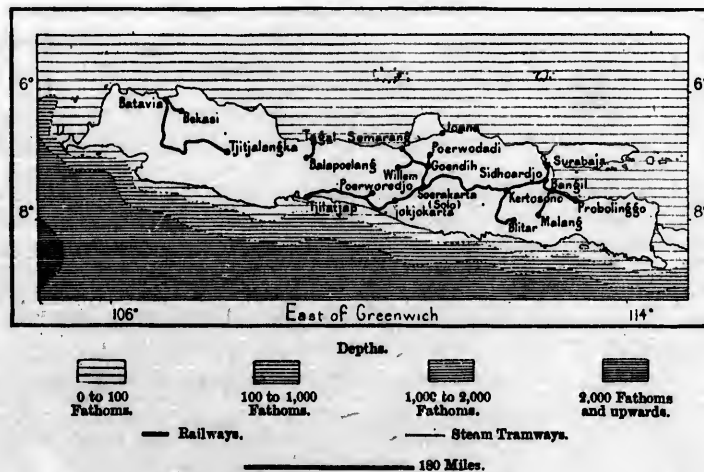 6° 6°
Batavia
Bekasi
Tjitjalengka
Tagal Semarang
Joana
Poerwodadi
Balapoelang
Willem
Goendih
Surabaja
Poerworedjo
Sidhoardjo
Bangil
Tjilatjap
Soerakarta
(Solo)
Kertosono
Probolinggo
8° Jokjokarta 8°
Blitar
Malang
106° East of Greenwich 114°
Depths.
0 to 100 100 to 1,000 1,000 to 2,000 2,000 Fathoms
Fathoms. Fathoms. Fathoms. and upwards.
Railways. Steam Tramways.
180 Miles.